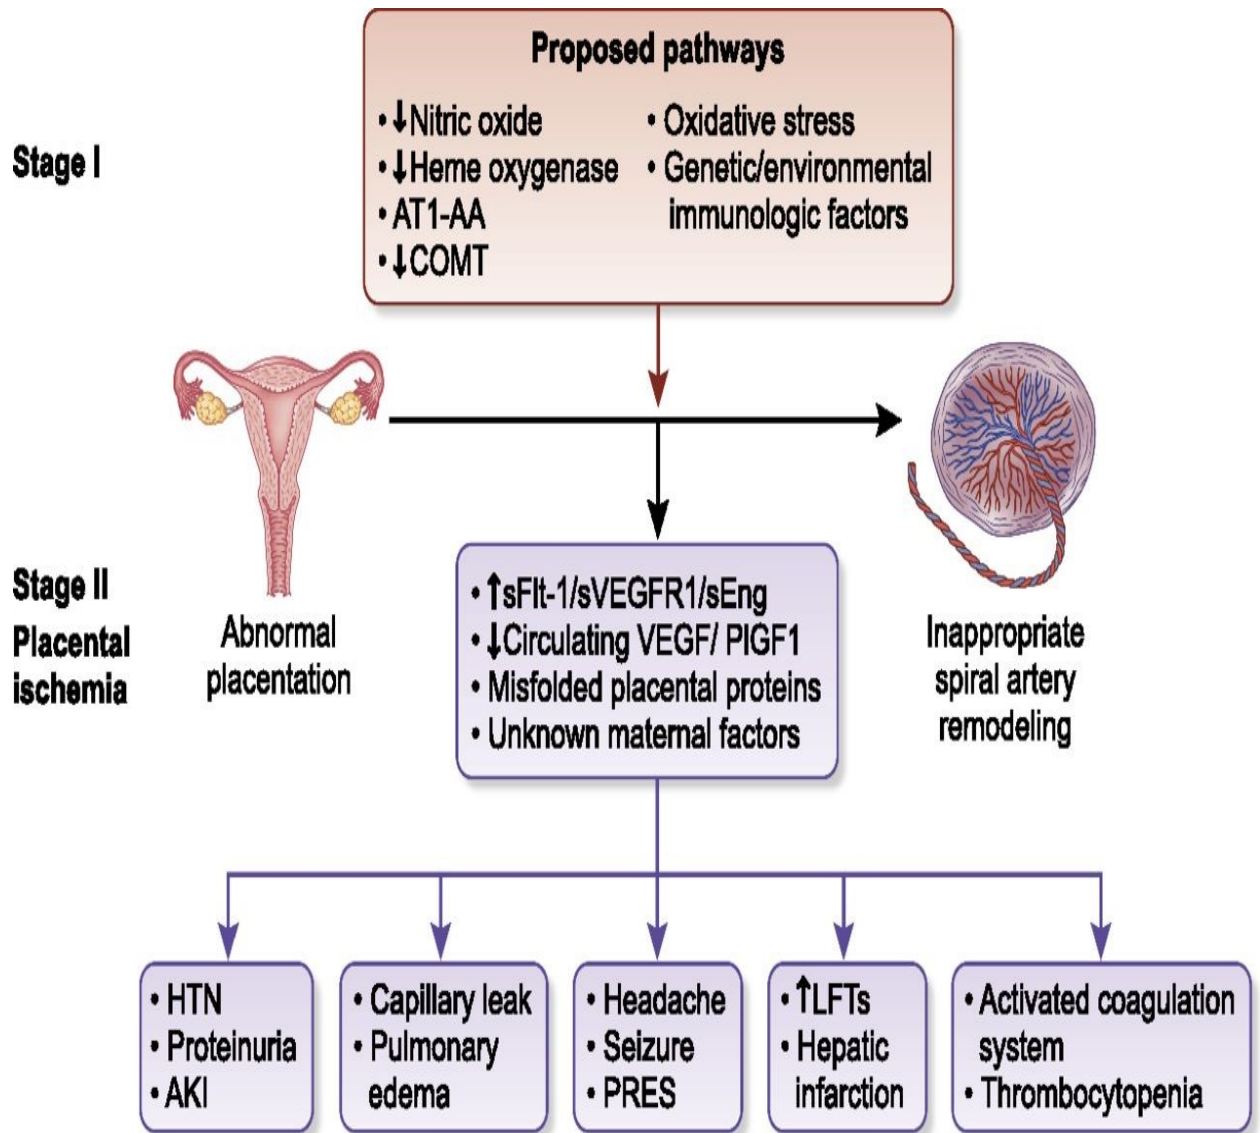 Proposed pathways
• ↓Nitric oxide
• ↓Heme oxygenase
• AT1-AA
• ↓COMT
• Oxidative stress
• Genetic/environmental
immunologic factors
Stage I
Stage II
Placental
ischemia
Abnormal
placentation
• ↑sFlt-1/sVEGFR1/sEng
• ↓Circulating VEGF/ PIGF1
• Misfolded placental proteins
• Unknown maternal factors
Inappropriate
spiral artery
remodeling
• HTN
• Proteinuria
• AKI
• Capillary leak
• Pulmonary
edema
• Headache
• Seizure
• PRES
• ↑LFTs
• Hepatic
infarction
• Activated coagulation
system
• Thrombocytopenia